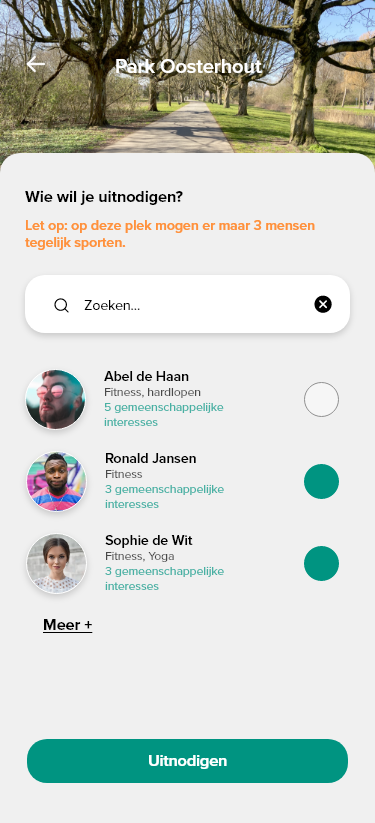 Park Oosterhout
Wie wil je uitnodigen?
Let op: op deze plek mogen er maar 3 mensen
tegelijk sporten.
Zoeken...
Abel de Haan
Fitness, hardlopen
5 gemeenschappelijke
interesses
Ronald Jansen
Fitness
3 gemeenschappelijke
interesses
Sophie de Wit
Fitness, Yoga
3 gemeenschappelijke
interesses
Meer +
Uitnodigen